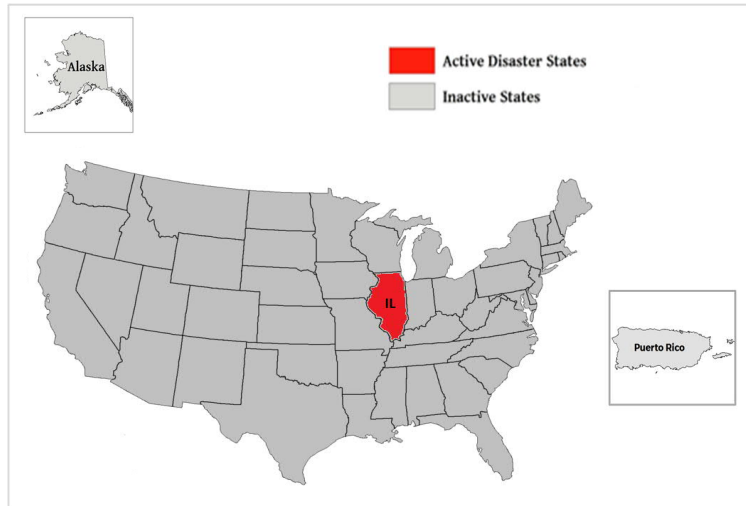 Alaska
Active Disaster States
Inactive States
IL
Puerto Rico